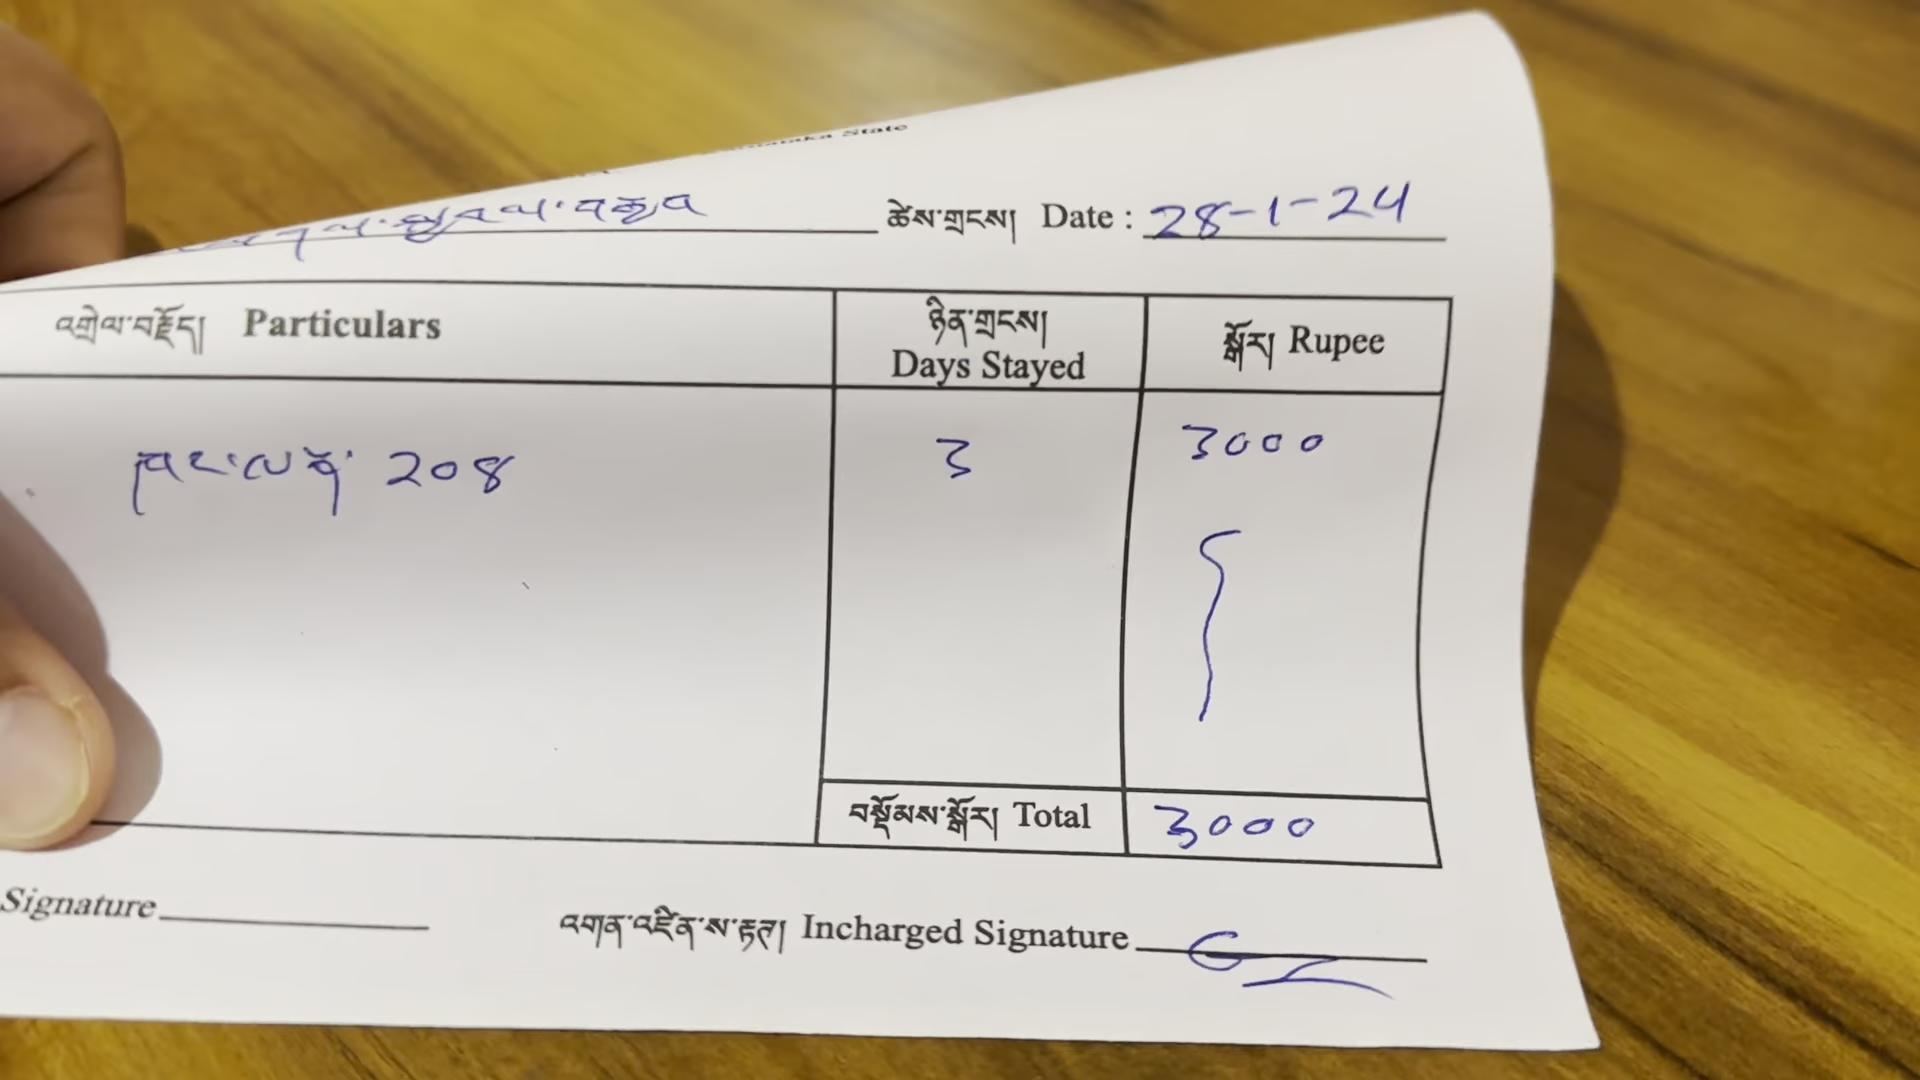 State
ཚེས་གྲངས། Date : 28-1-24
འགྲེལ་བརྗོད། Particulars
ཉིན་གྲངས། Days Stayed
སྒོར། Rupee
ཁང་པ་ཨང་ 208 3 3000
བསྡོམས་སྒོར། Total 3000
Signature
འགན་འཛིན་ས་རྟགས། Incharged Signature